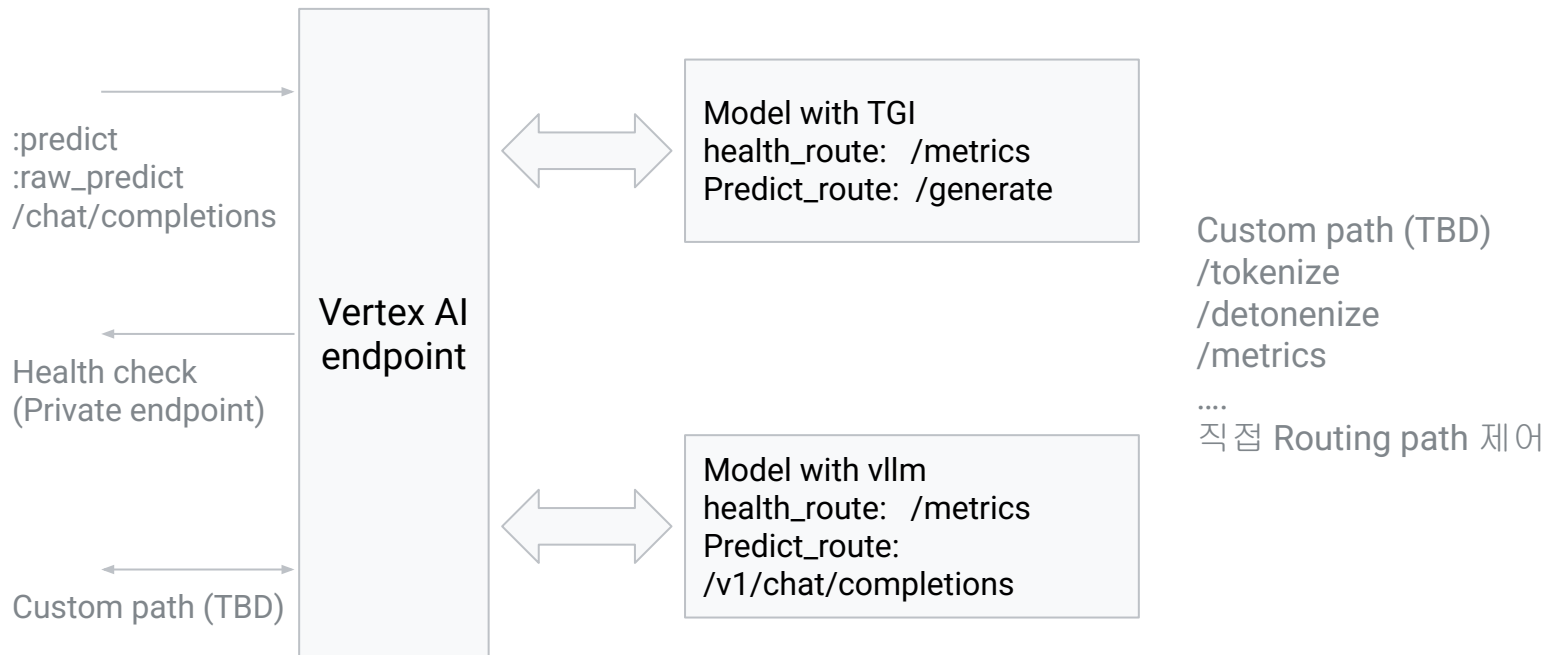 :predict
:raw_predict
/chat/completions
Health check
(Private endpoint)
Custom path (TBD)
Vertex AI
endpoint
Model with TGI
health_route: /metrics
Predict_route: /generate
Model with vllm
health_route: /metrics
Predict_route:
/v1/chat/completions
Custom path (TBD)
/tokenize
/detonenize
/metrics
....
직접 Routing path 제어